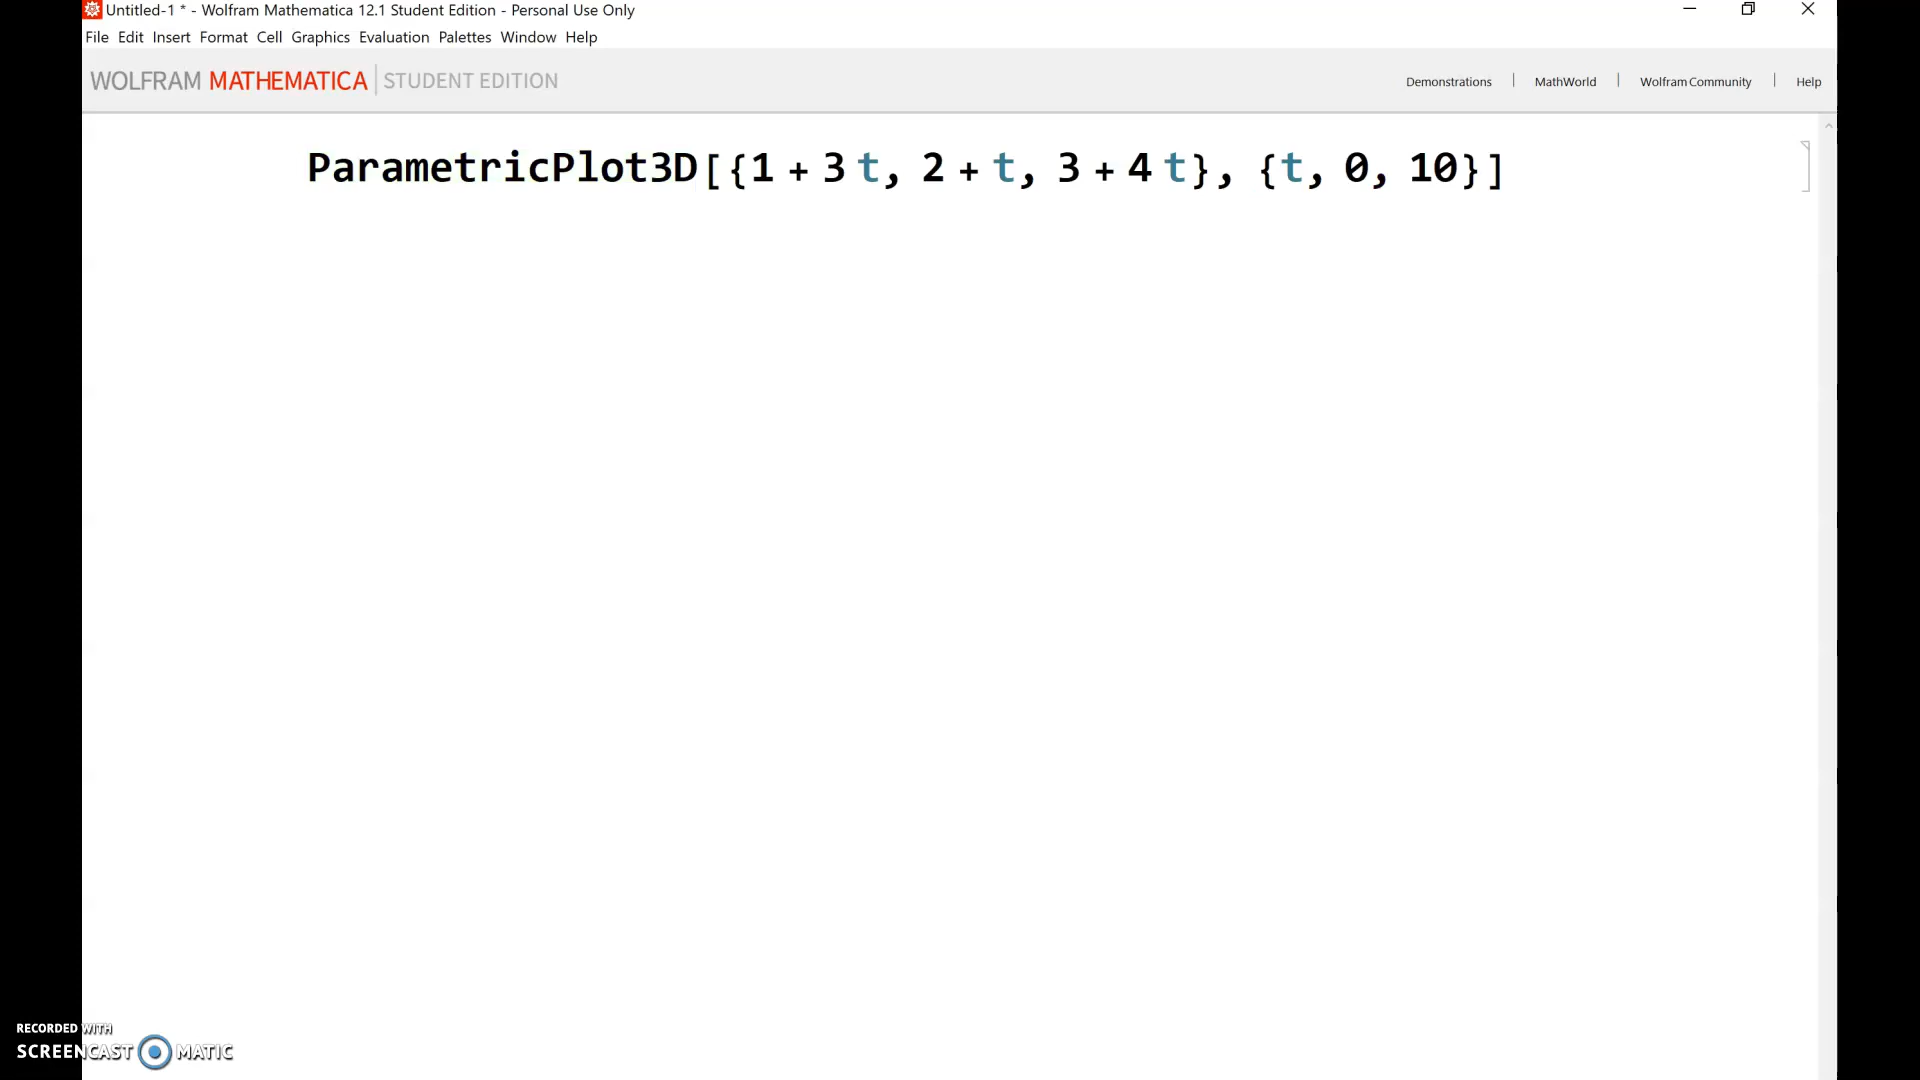 Untitled-1 * - Wolfram Mathematica 12.1 Student Edition - Personal Use Only
File Edit Insert Format Cell Graphics Evaluation Palettes Window Help
WOLFRAM MATHEMATICA | STUDENT EDITION Demonstrations | MathWorld | Wolfram Community | Help
ParametricPlot3D[{1 + 3 t, 2 + t, 3 + 4 t}, {t, 0, 10}]
RECORDED WITH
SCREENCAST MATIC